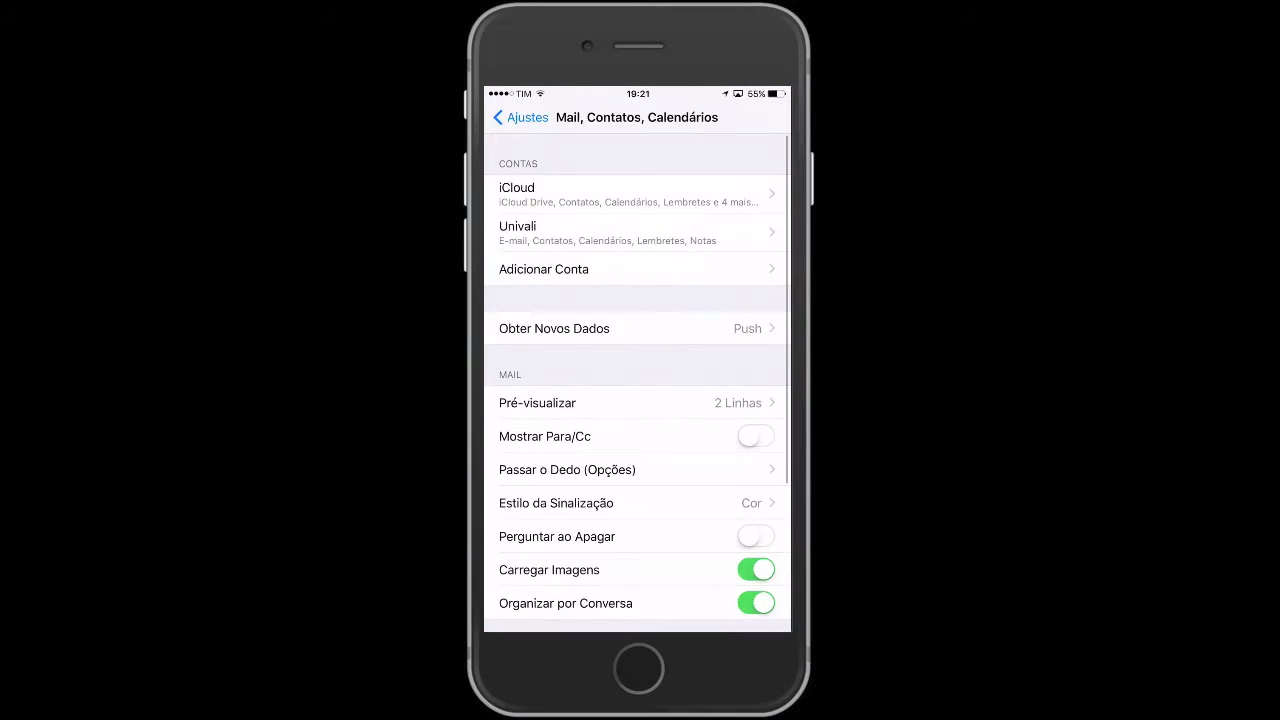 TIM 19:21 55%
Ajustes Mail, Contatos, Calendários
CONTAS
iCloud
iCloud Drive, Contatos, Calendários, Lembretes e 4 mais...
Univali
E-mail, Contatos, Calendários, Lembretes, Notas
Adicionar Conta
Obter Novos Dados Push
MAIL
Pré-visualizar 2 Linhas
Mostrar Para/Cc
Passar o Dedo (Opções)
Estilo da Sinalização Cor
Perguntar ao Apagar
Carregar Imagens
Organizar por Conversa